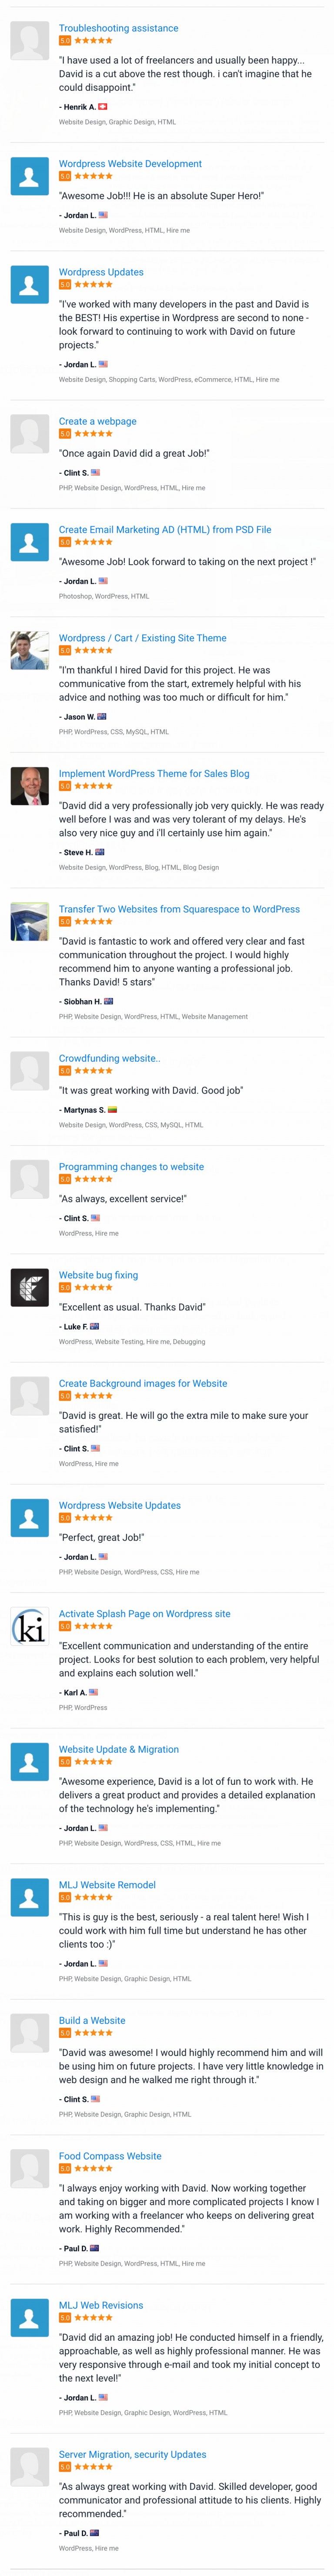 Troubleshooting assistance
5.0
"I have used a lot of freelancers and usually been happy...
David is a cut above the rest though. i can't imagine that he
could disappoint."
- Henrik A.
Website Design, Graphic Design, HTML
Wordpress Website Development
5.0
"Awesome Job!!! He is an absolute Super Hero!"
- Jordan L.
Website Design, WordPress, HTML, Hire me
Wordpress Updates
5.0
"I've worked with many developers in the past and David is
the BEST! His expertise in Wordpress are second to none -
look forward to continuing to work with David on future
projects."
- Jordan L.
Website Design, Shopping Carts, WordPress, eCommerce, HTML, Hire me
Create a webpage
5.0
"Once again David did a great Job!"
- Clint S.
PHP, Website Design, WordPress, HTML, Hire me
Create Email Marketing AD (HTML) from PSD File
5.0
"Awesome Job! Look forward to taking on the next project !"
- Jordan L.
Photoshop, WordPress, HTML
Wordpress / Cart / Existing Site Theme
5.0
"I'm thankful I hired David for this project. He was
communicative from the start, extremely helpful with his
advice and nothing was too much or difficult for him."
- Jason W.
PHP, WordPress, CSS, MySQL, HTML
Implement WordPress Theme for Sales Blog
5.0
"David did a very professionally job very quickly. He was ready
well before I was and was very tolerant of my delays. He's
also very nice guy and i'll certainly use him again."
- Steve H.
Website Design, WordPress, Blog, HTML, Blog Design
Transfer Two Websites from Squarespace to WordPress
5.0
"David is fantastic to work and offered very clear and fast
communication throughout the project. I would highly
recommend him to anyone wanting a professional job.
Thanks David! 5 stars"
- Siobhan H.
PHP, Website Design, WordPress, HTML, Website Management
Crowdfunding website..
5.0
"It was great working with David. Good job"
- Martynas S.
Website Design, WordPress, CSS, MySQL, HTML
Programming changes to website
5.0
"As always, excellent service!"
- Clint S.
WordPress, Hire me
Website bug fixing
5.0
"Excellent as usual. Thanks David"
- Luke F.
WordPress, Website Testing, Hire me, Debugging
Create Background images for Website
5.0
"David is great. He will go the extra mile to make sure your
satisfied!"
- Clint S.
WordPress, Hire me
Wordpress Website Updates
5.0
"Perfect, great Job!"
- Jordan L.
PHP, Website Design, WordPress, CSS, Hire me
ki
Activate Splash Page on Wordpress site
5.0
"Excellent communication and understanding of the entire
project. Looks for best solution to each problem, very helpful
and explains each solution well."
- Karl A.
PHP, WordPress
Website Update & Migration
5.0
"Awesome experience, David is a lot of fun to work with. He
delivers a great product and provides a detailed explanation
of the technology he's implementing."
- Jordan L.
PHP, Website Design, WordPress, CSS, HTML, Hire me
MLJ Website Remodel
5.0
"This is guy is the best, seriously - a real talent here! Wish I
could work with him full time but understand he has other
clients too :)"
- Jordan L.
PHP, Website Design, Graphic Design, HTML
Build a Website
5.0
"David was awesome! I would highly recommend him and will
be using him on future projects. I have very little knowledge in
web design and he walked me right through it."
- Clint S.
PHP, Website Design, Graphic Design, HTML
Food Compass Website
5.0
"I always enjoy working with David. Now working together
and taking on bigger and more complicated projects I know I
am working with a freelancer who keeps on delivering great
work. Highly Recommended."
- Paul D.
PHP, Website Design, WordPress, HTML, Hire me
MLJ Web Revisions
5.0
"David did an amazing job! He conducted himself in a friendly,
approachable, as well as highly professional manner. He was
very responsive through e-mail and took my initial concept to
the next level!"
- Jordan L.
PHP, Website Design, Graphic Design, WordPress, HTML
Server Migration, security Updates
5.0
"As always great working with David. Skilled developer, good
communicator and professional attitude to his clients. Highly
recommended."
- Paul D.
WordPress, Hire me